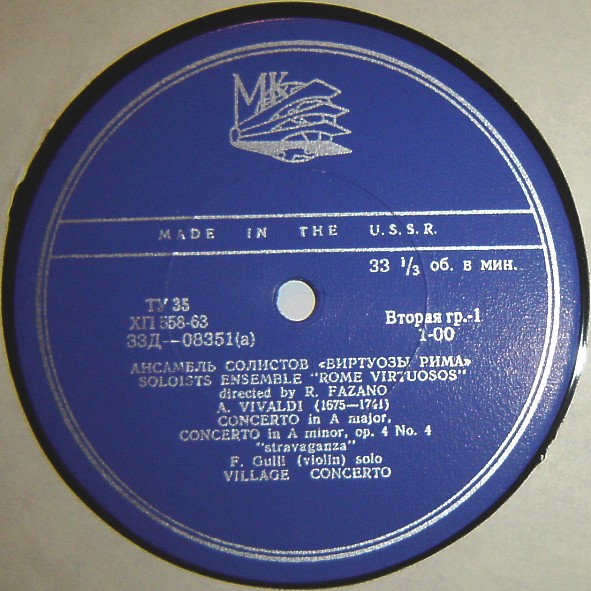 МК
MADE IN THE U.S.S.R.
33 1/3 об. в мин.
ТУ 35
ХП 558-63
33Д—08351(а)
Вторая гр.-1
1-00
АНСАМБЛЬ СОЛИСТОВ «ВИРТУОЗЫ РИМА»
SOLOISTS ENSEMBLE "ROME VIRTUOSOS"
directed by R. FAZANO
A. VIVALDI (1675—1741)
CONCERTO in A major,
CONCERTO in A minor, op. 4 No. 4
"stravaganza"
F. Gulli (violin) solo
VILLAGE CONCERTO